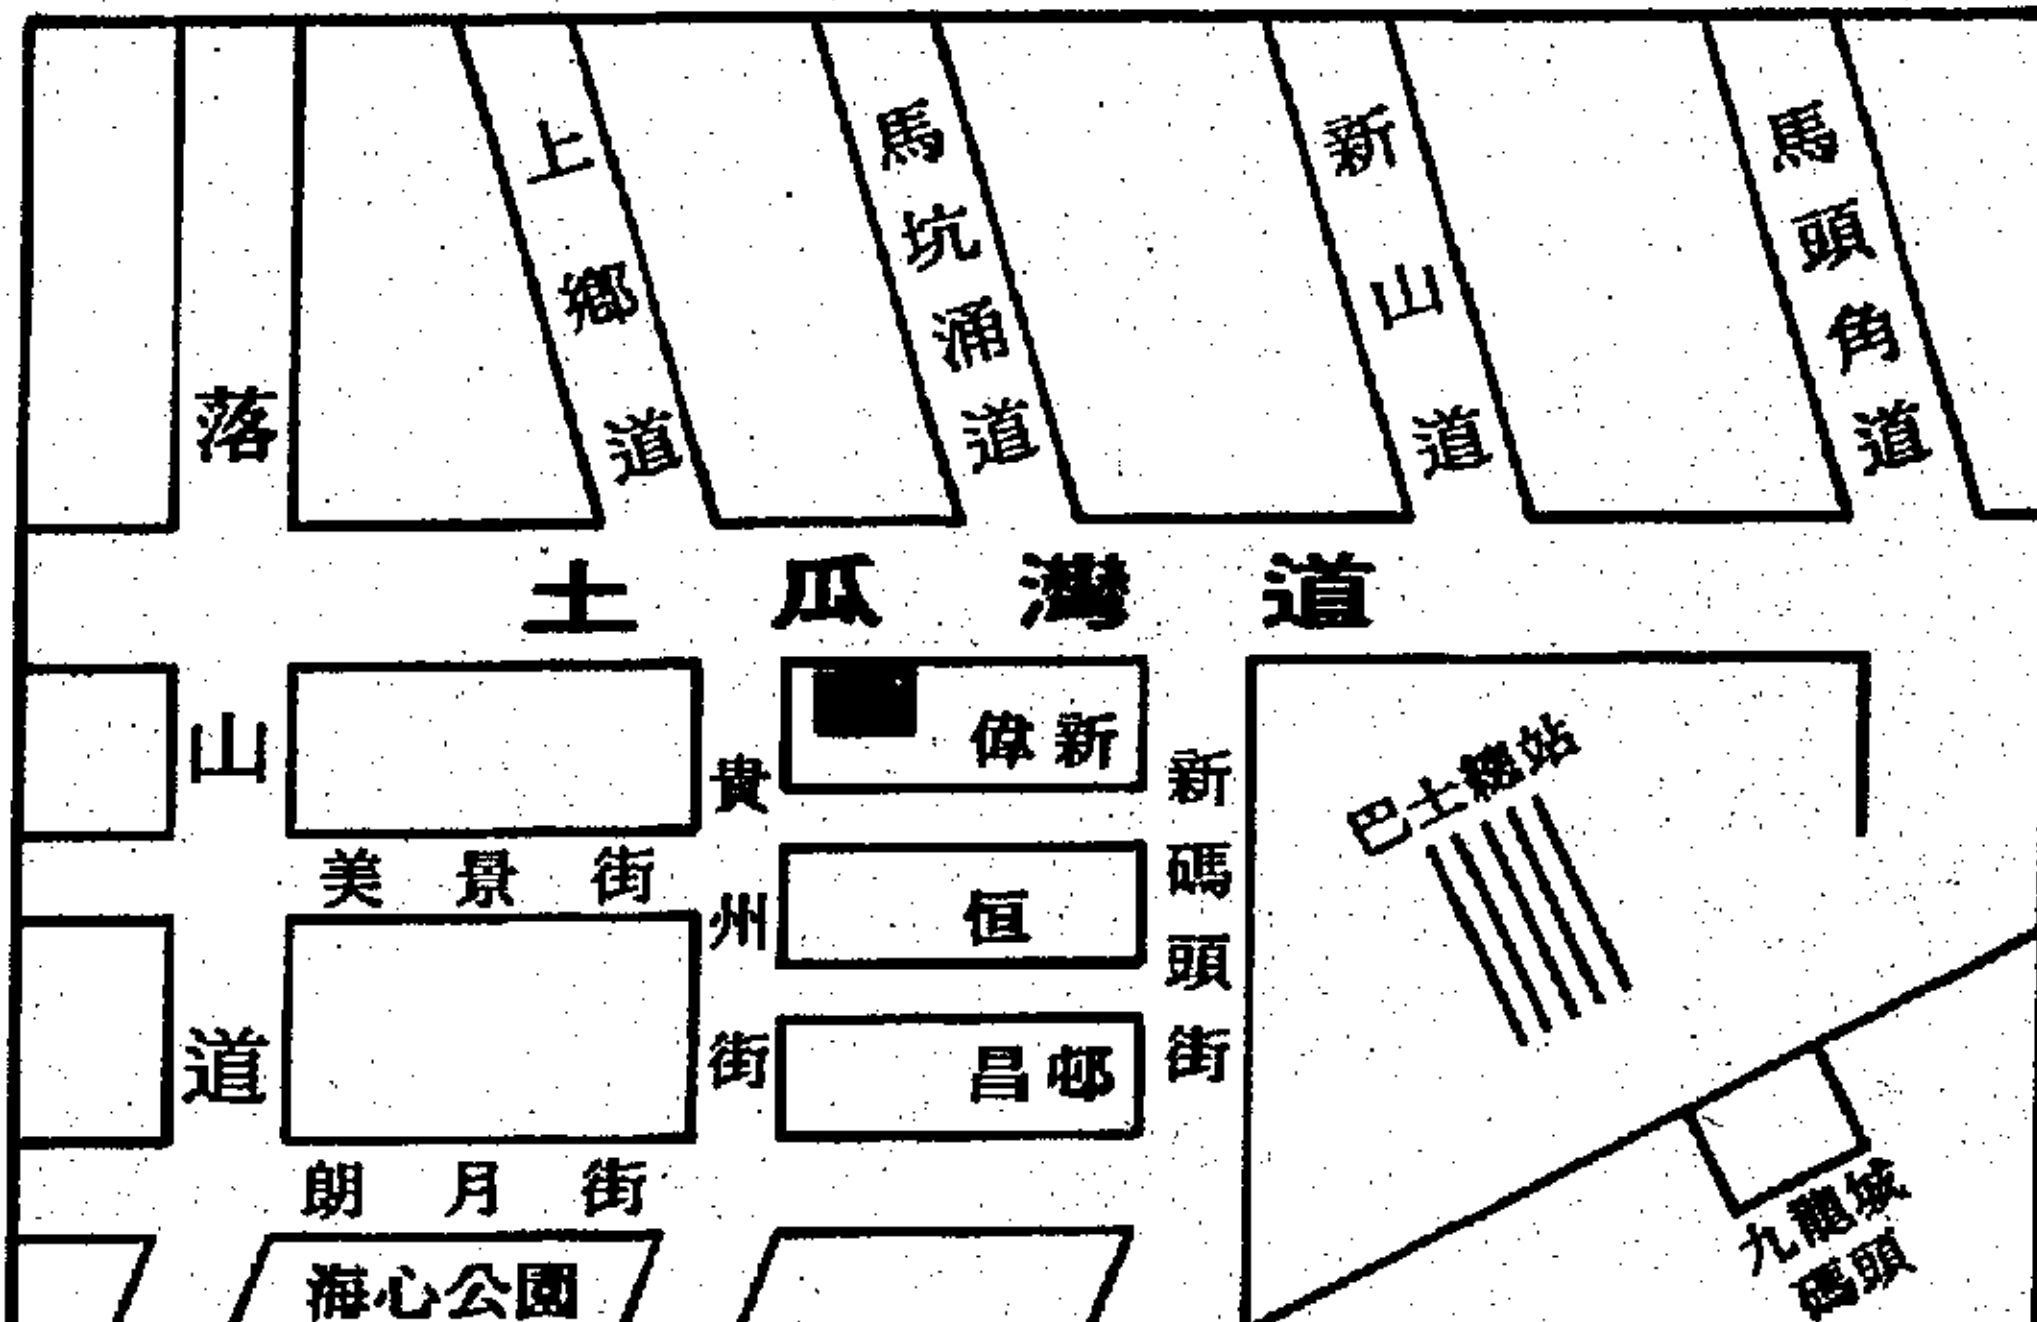 上鄉道
馬坑涌道
新山道
馬頭角道
落山道
土瓜灣道
偉新
貴州街
新碼頭街
巴士總站
美景街
恒
昌邨
朗月街
九龍城
碼頭
海心公園